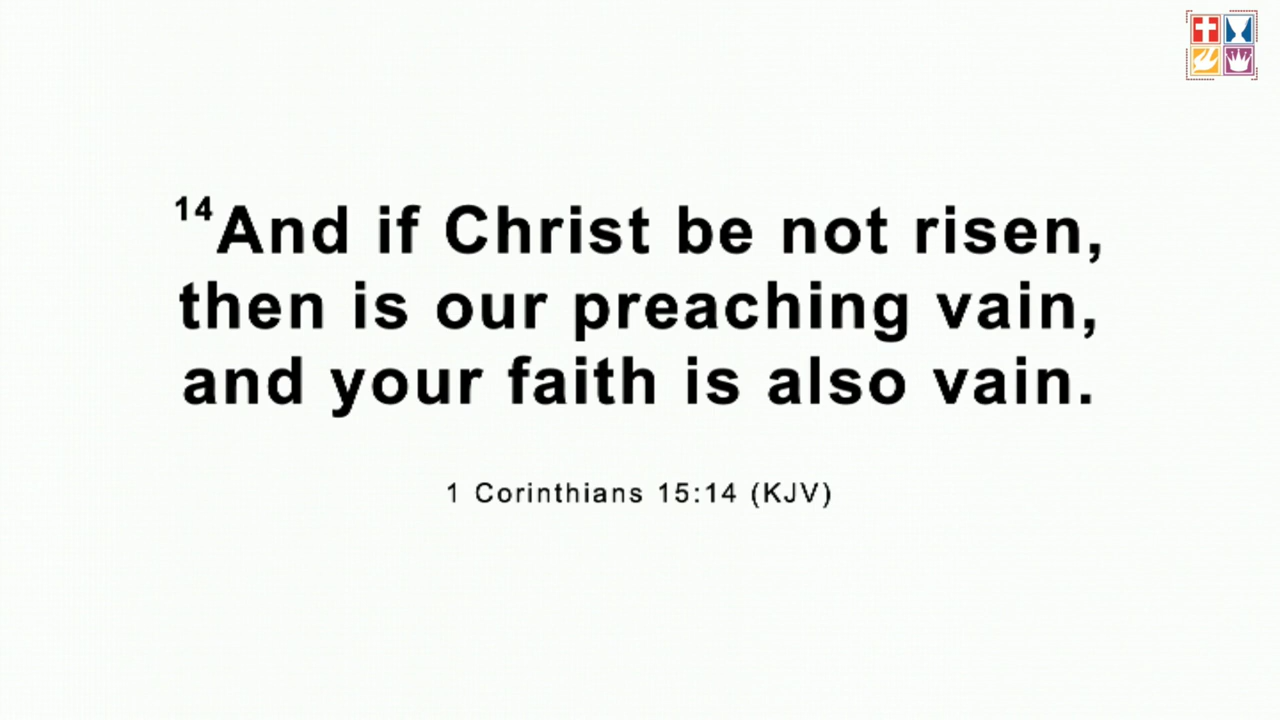 14And if Christ be not risen,
then is our preaching vain,
and your faith is also vain.
1 Corinthians 15:14 (KJV)